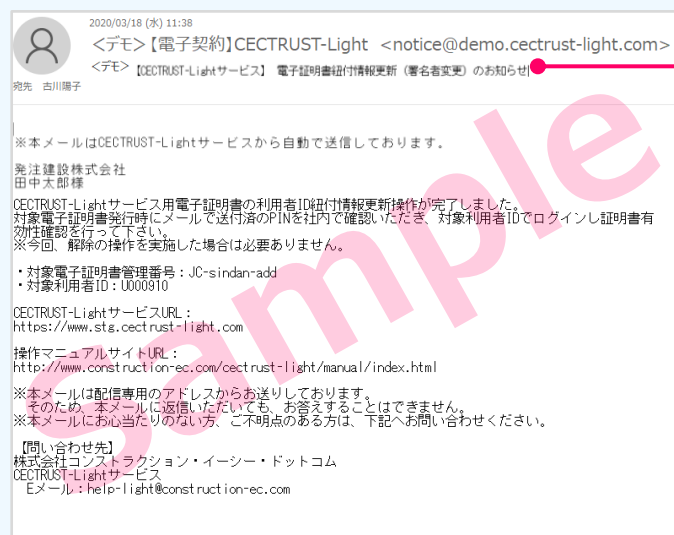 2020/03/18 (水) 11:38
<デモ>【電子契約】CECTRUST-Light <notice@demo.cectrust-light.com>
<デモ>【CECTRUST-Lightサービス】 電子証明書紐付情報更新（署名者変更）のお知らせ
宛先 古川陽子
※本メールはCECTRUST-Lightサービスから自動で送信しております。
発注建設株式会社
田中太郎様
CECTRUST-Lightサービス用電子証明書の利用者ID紐付情報更新操作が完了しました。
対象電子証明書発行時にメールで送付済のPINを社内で確認いただき、対象利用者IDでログインし証明書有
効性確認を行って下さい。
※今回、解除の操作を実施した場合は必要ありません。
・対象電子証明書管理番号：JC-sindan-add
・対象利用者ID：U000910
CECTRUST-LightサービスURL：
https://www.stg.cectrust-light.com
操作マニュアルサイトURL：
http://www.construction-ec.com/cectrust-light/manual/index.html
※本メールは配信専用のアドレスからお送りしております。
そのため、本メールに返信いただいても、お答えすることはできません。
※本メールにお心当たりのない方、ご不明点のある方は、下記へお問い合わせください。
【問い合わせ先】
株式会社コンストラクション・イーシー・ドットコム
CECTRUST-Lightサービス
Eメール：help-light@construction-ec.com
Sample